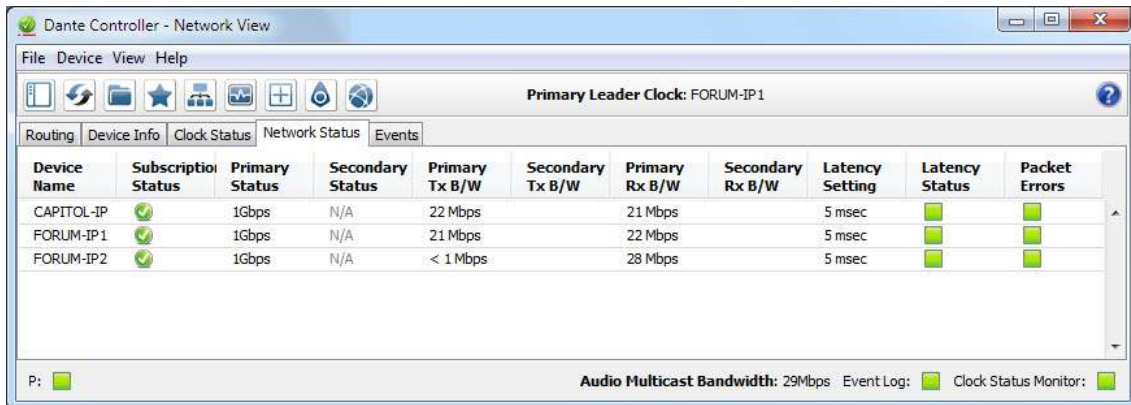 Dante Controller - Network View
File Device View Help
Primary Leader Clock: FORUM-IP1
Routing Device Info Clock Status Network Status Events
Device Name Subscription Status Primary Status Secondary Status Primary Tx B/W Secondary Tx B/W Primary Rx B/W Secondary Rx B/W Latency Setting Latency Status Packet Errors
CAPITOL-IP 1Gbps N/A 22 Mbps 21 Mbps 5 msec
FORUM-IP1 1Gbps N/A 21 Mbps 22 Mbps 5 msec
FORUM-IP2 1Gbps N/A < 1 Mbps 28 Mbps 5 msec
P: Audio Multicast Bandwidth: 29Mbps Event Log: Clock Status Monitor: